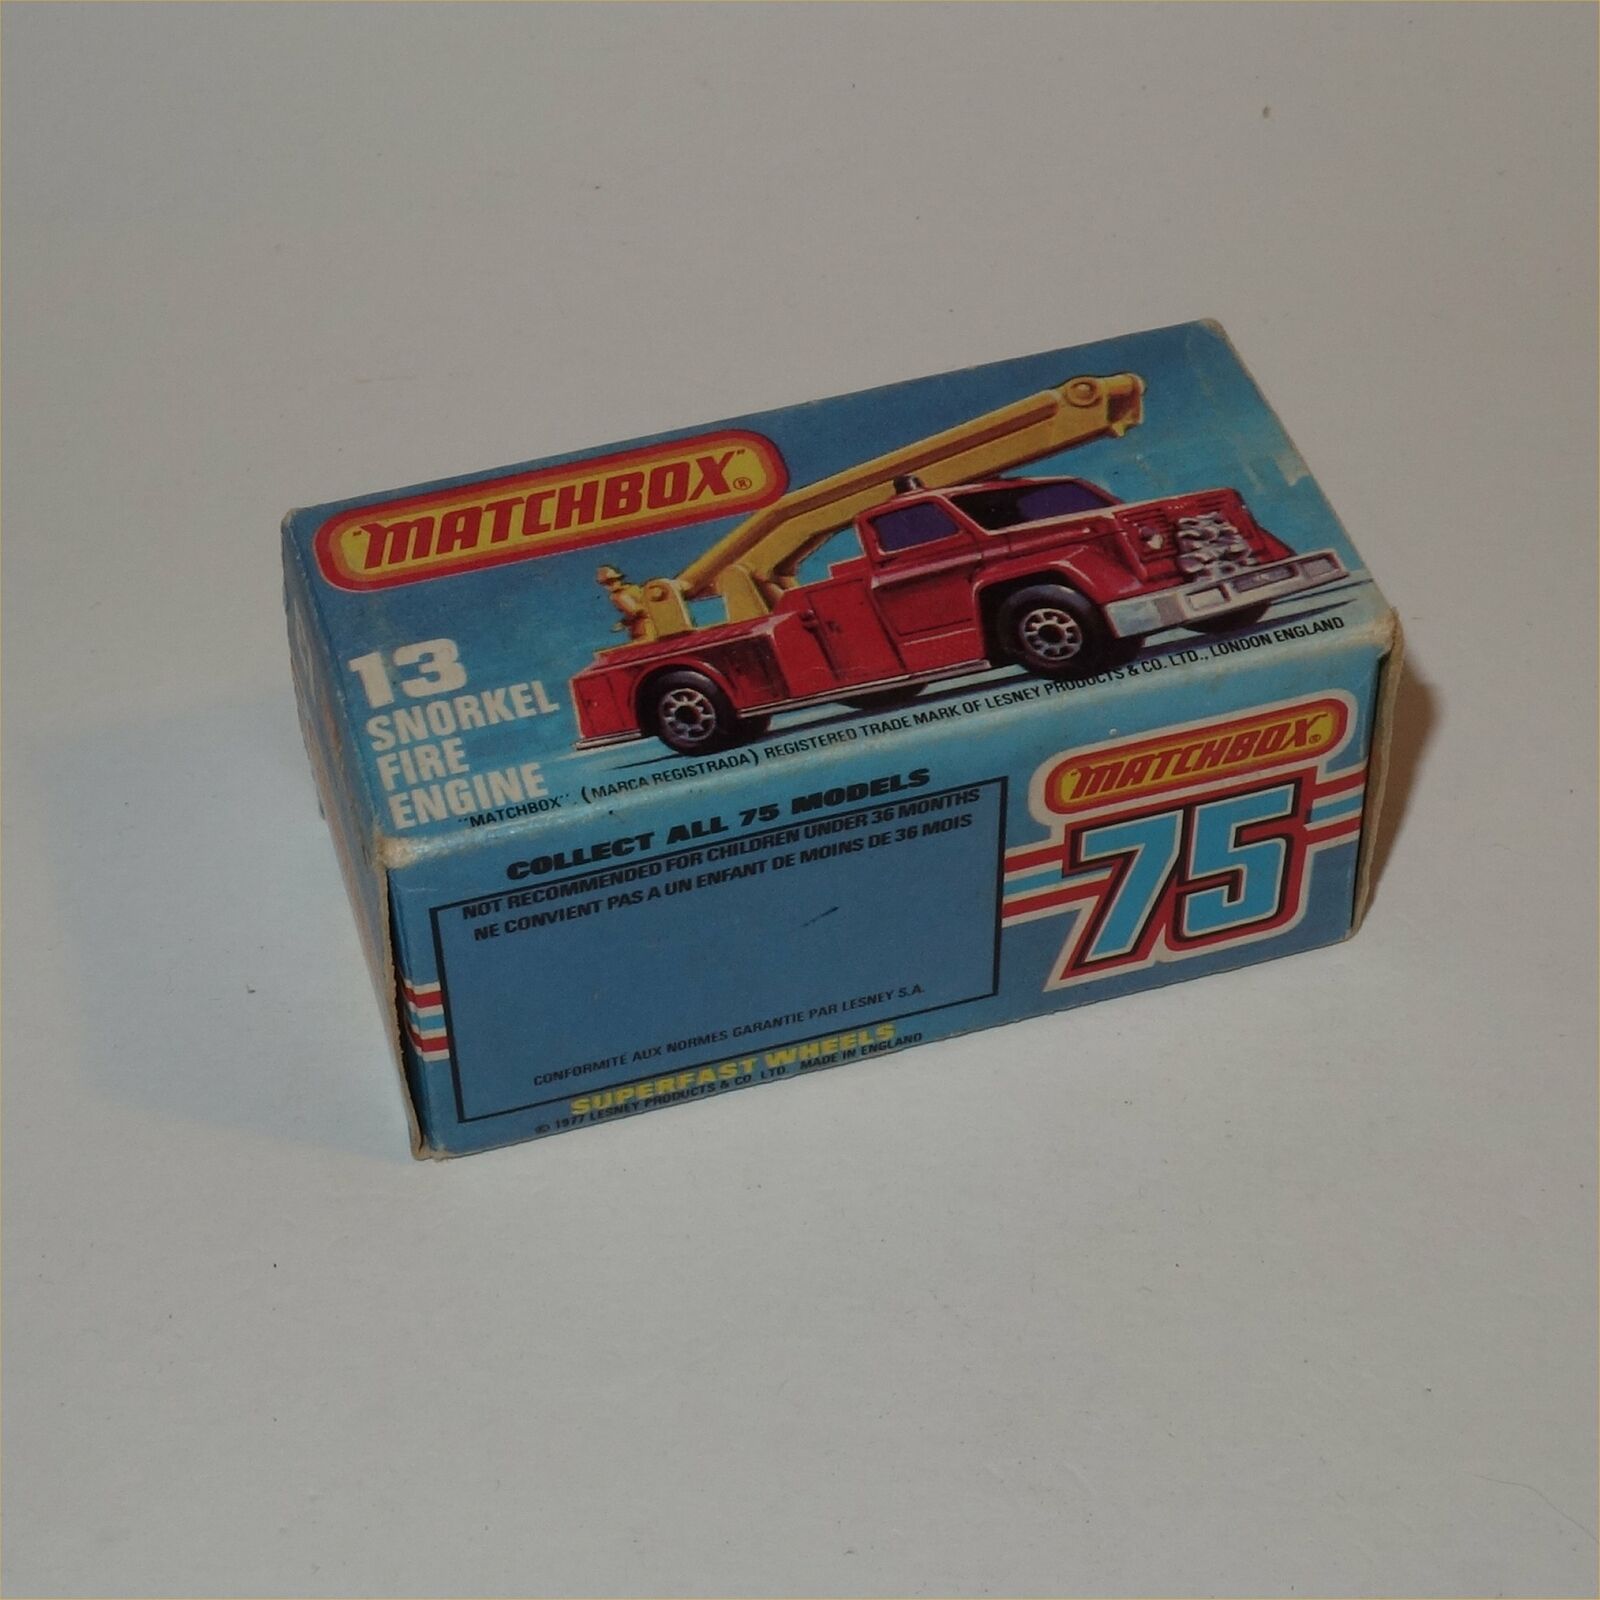 "MATCHBOX"®
13
SNORKEL
FIRE
ENGINE
"MATCHBOX". (MARCA REGISTRADA) REGISTERED TRADE MARK OF LESNEY PRODUCTS & CO. LTD., LONDON ENGLAND
COLLECT ALL 75 MODELS
NOT RECOMMENDED FOR CHILDREN UNDER 36 MONTHS
NE CONVIENT PAS A UN ENFANT DE MOINS DE 36 MOIS
CONFORMITÉ AUX NORMES GARANTIE PAR LESNEY S.A.
SUPERFAST WHEELS
© 1977 LESNEY PRODUCTS & CO. LTD. MADE IN ENGLAND
"MATCHBOX"®
75